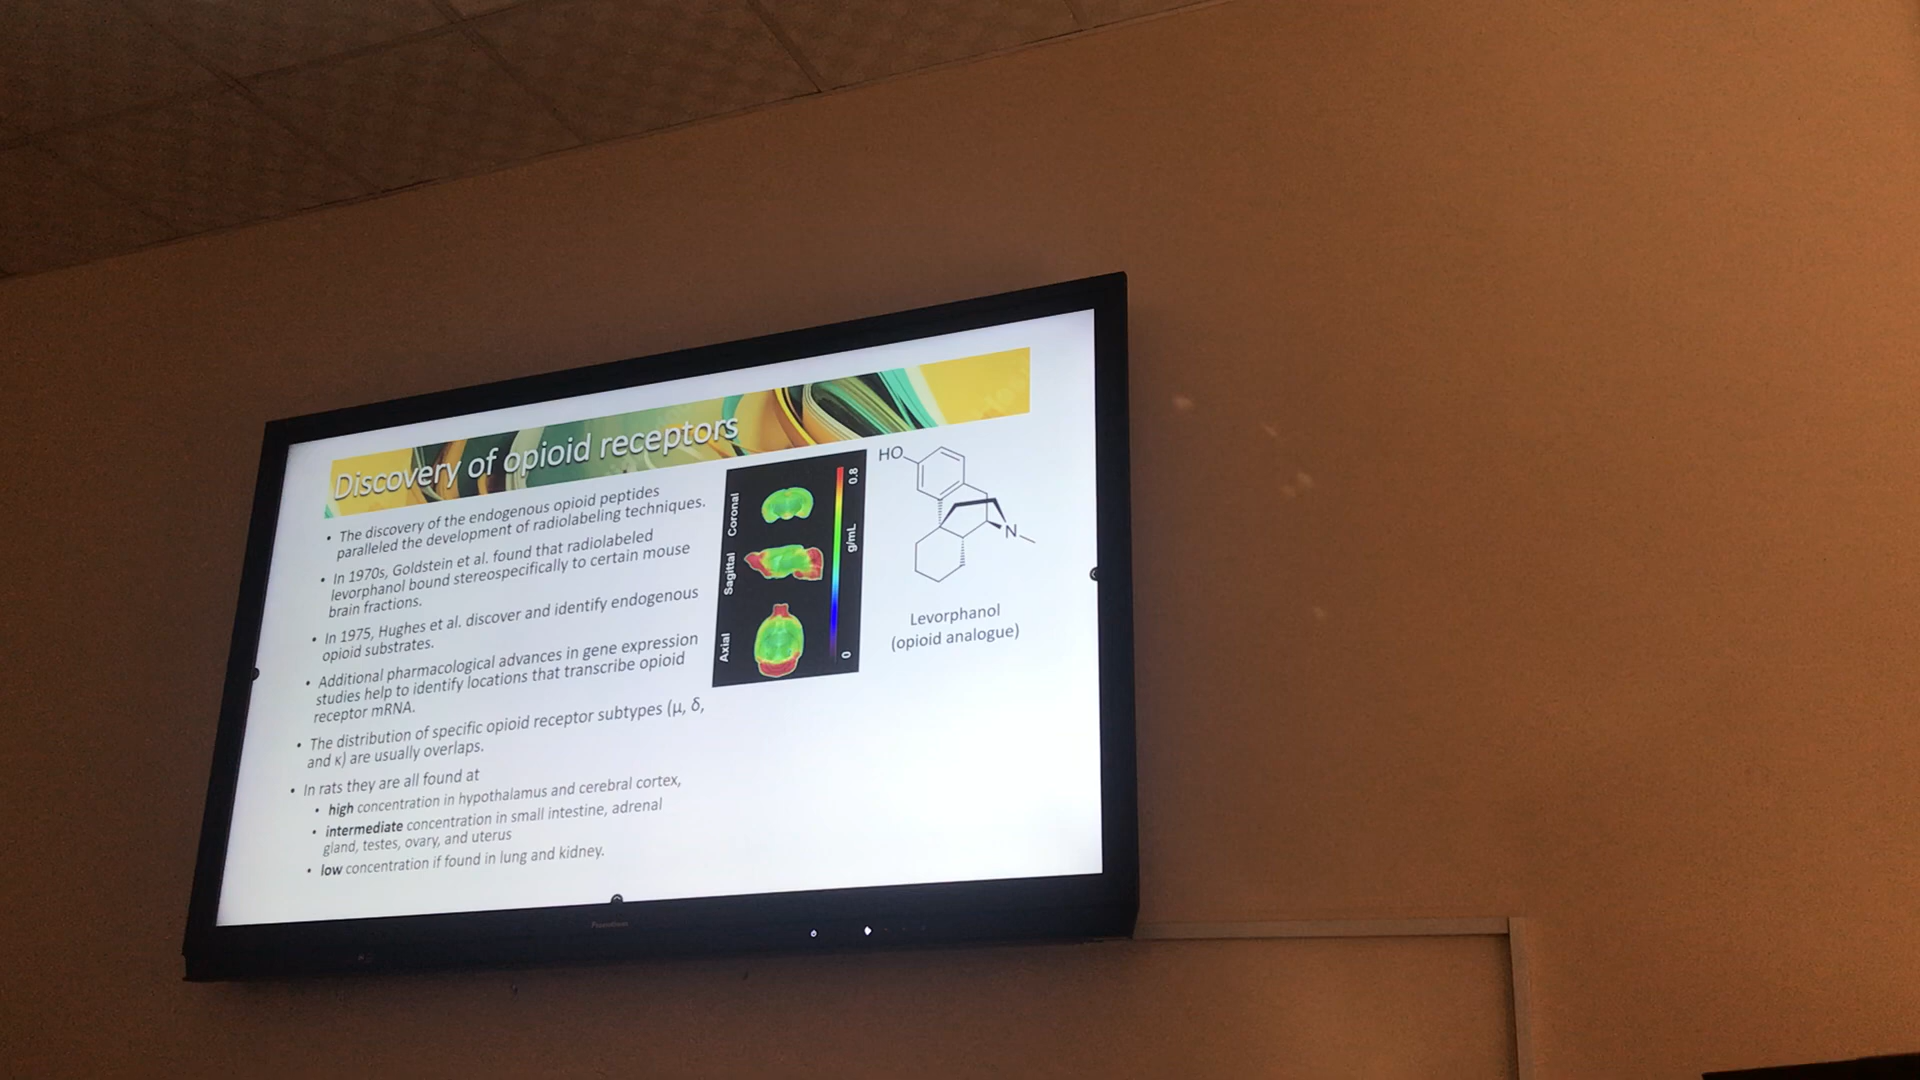 Discovery of opioid receptors
• The discovery of the endogenous opioid peptides
paralleled the development of radiolabeling techniques.
• In 1970s, Goldstein et al. found that radiolabeled
levorphanol bound stereospecifically to certain mouse
brain fractions.
• In 1975, Hughes et al. discover and identify endogenous
opioid substrates.
• Additional pharmacological advances in gene expression
studies help to identify locations that transcribe opioid
receptor mRNA.
• The distribution of specific opioid receptor subtypes (μ, δ,
and κ) are usually overlaps.
• In rats they are all found at
• high concentration in hypothalamus and cerebral cortex,
• intermediate concentration in small intestine, adrenal
gland, testes, ovary, and uterus
• low concentration if found in lung and kidney.
Coronal
Sagittal
Axial
0.8
g/mL
0
HO
N
Levorphanol
(opioid analogue)